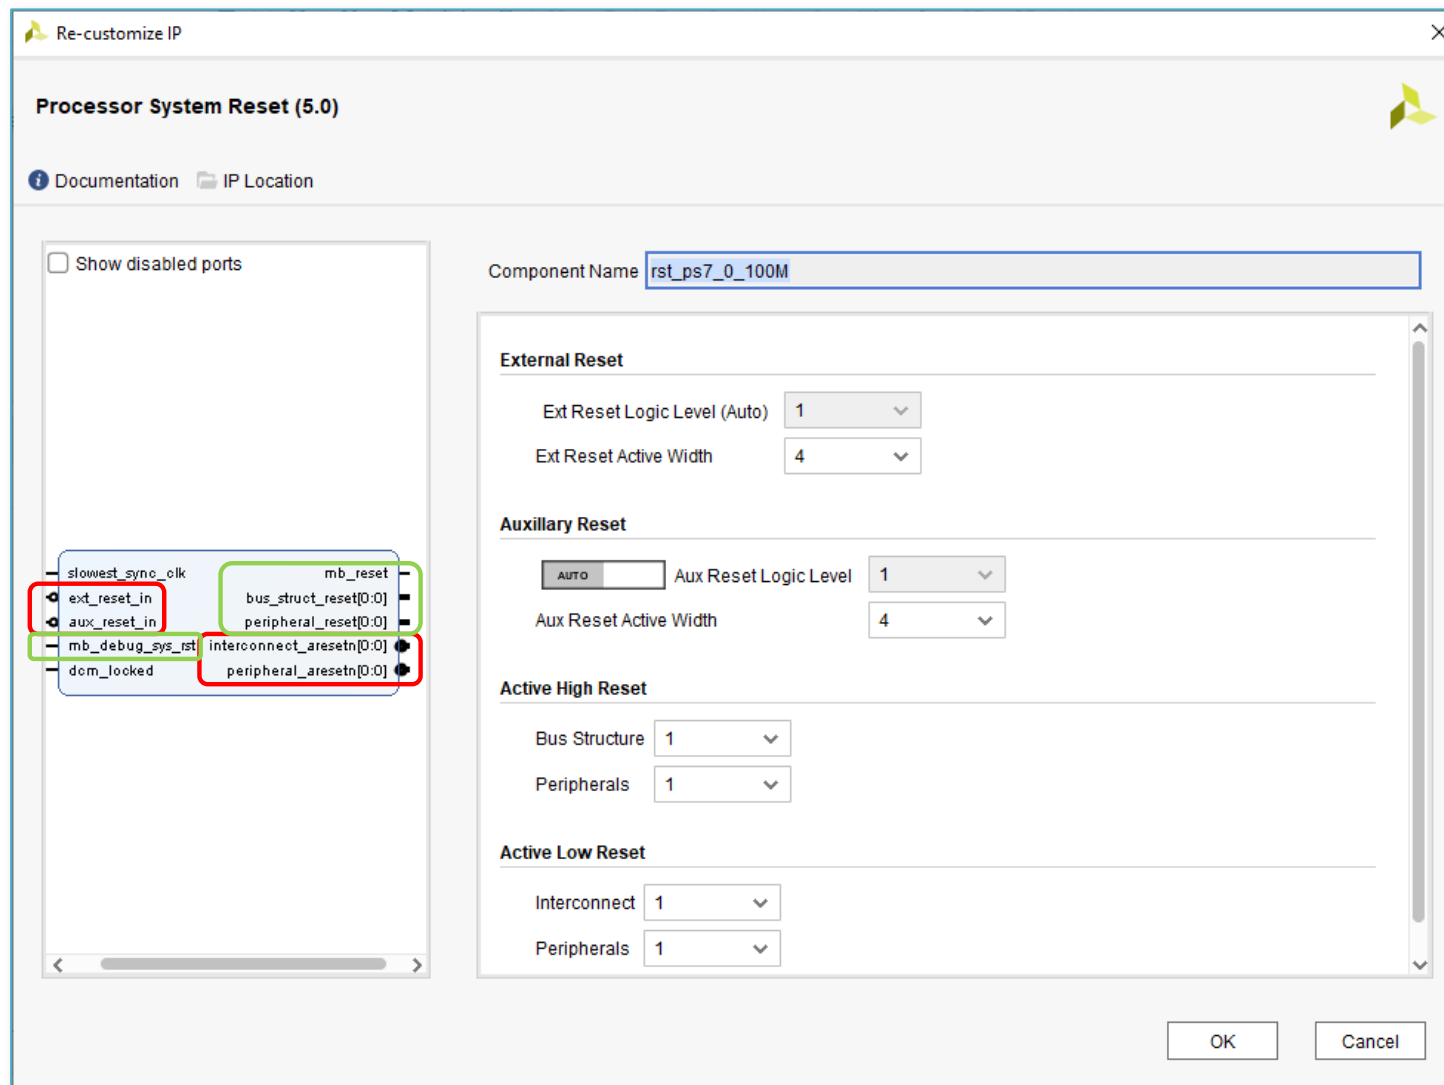 Re-customize IP
Processor System Reset (5.0)
Documentation IP Location
Show disabled ports
slowest_sync_clk
ext_reset_in
aux_reset_in
mb_debug_sys_rst
dcm_locked
mb_reset
bus_struct_reset[0:0]
peripheral_reset[0:0]
interconnect_aresetn[0:0]
peripheral_aresetn[0:0]
Component Name rst_ps7_0_100M
External Reset
Ext Reset Logic Level (Auto) 1
Ext Reset Active Width 4
Auxillary Reset
AUTO Aux Reset Logic Level 1
Aux Reset Active Width 4
Active High Reset
Bus Structure 1
Peripherals 1
Active Low Reset
Interconnect 1
Peripherals 1
OK Cancel